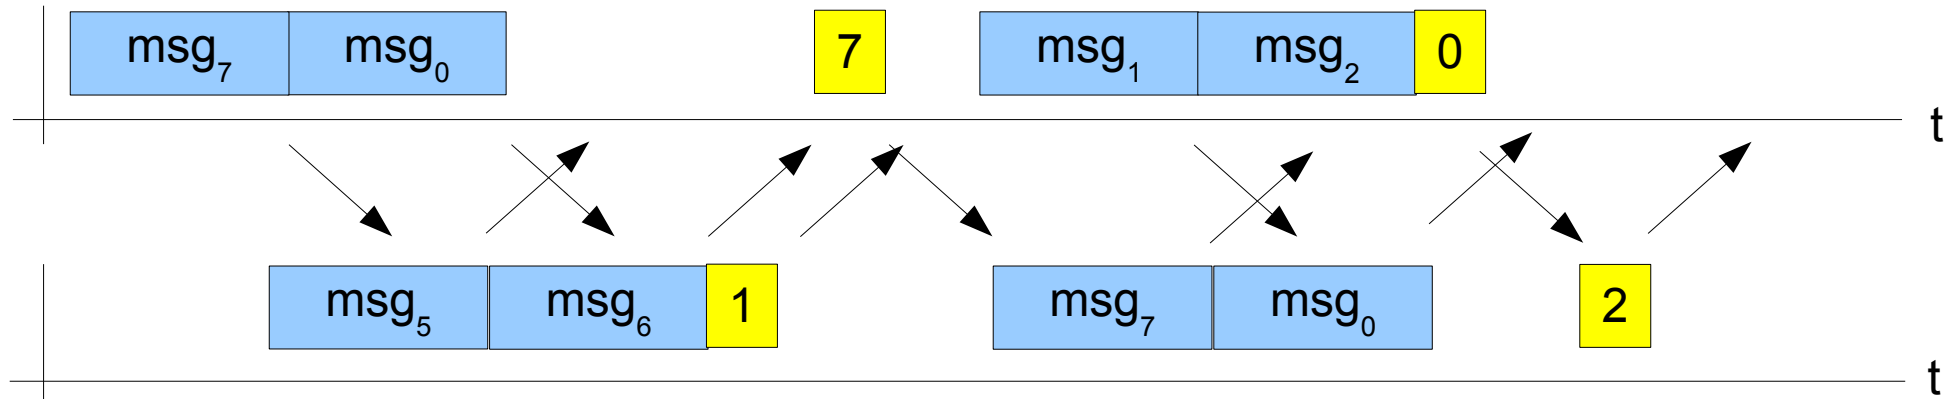 msg₇ msg₀ 7 msg₁ msg₂ 0
t
msg₅ msg₆ 1 msg₇ msg₀ 2
t